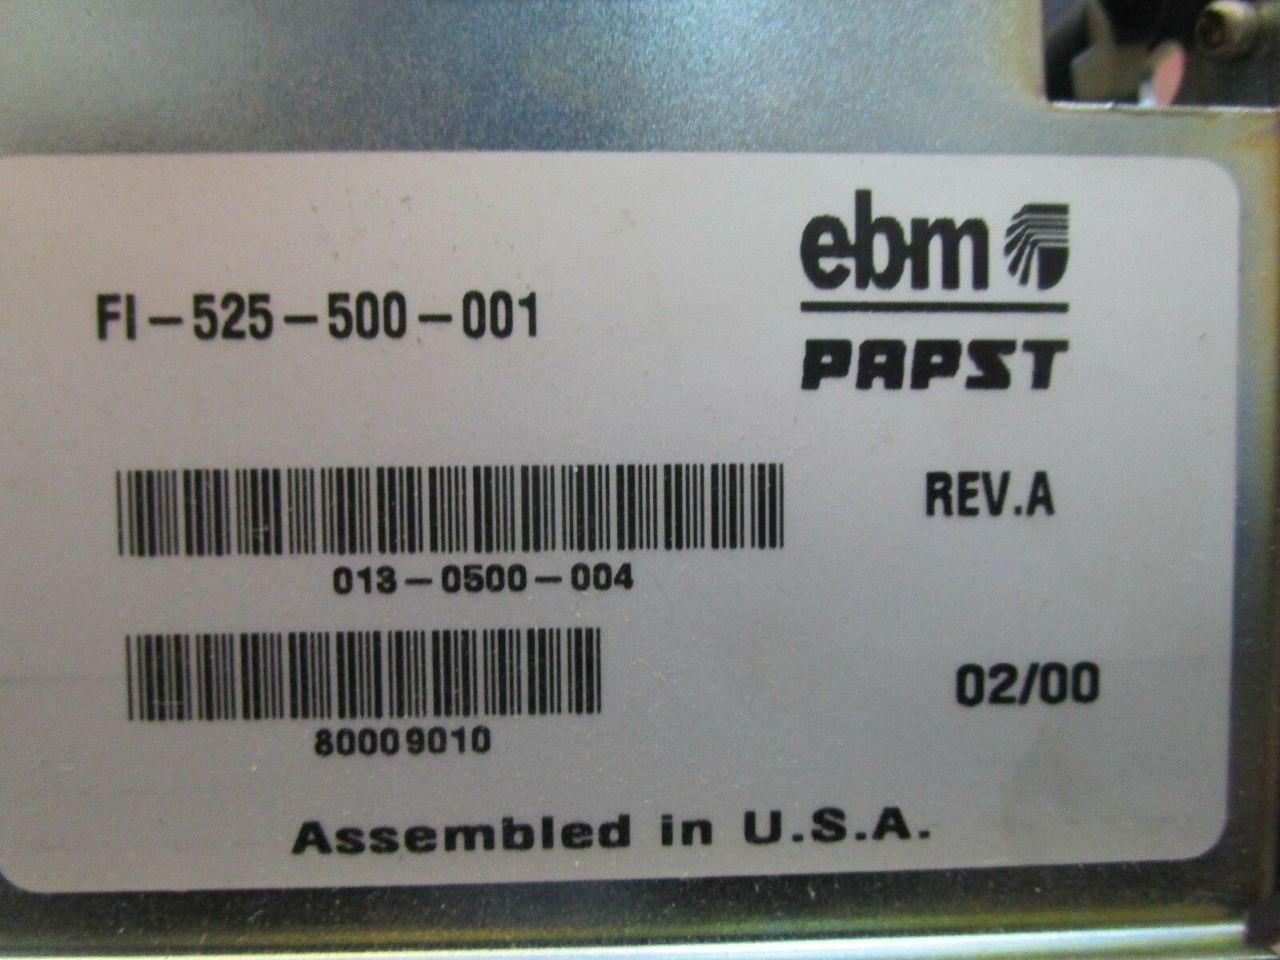 ebm
FI-525-500-001
PAPST
REV.A
013-0500-004
02/00
80009010
Assembled in U.S.A.